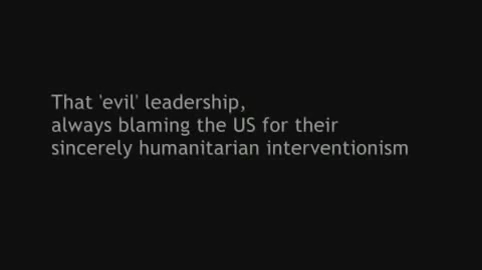 That 'evil' leadership,
always blaming the US for their
sincerely humanitarian interventionism